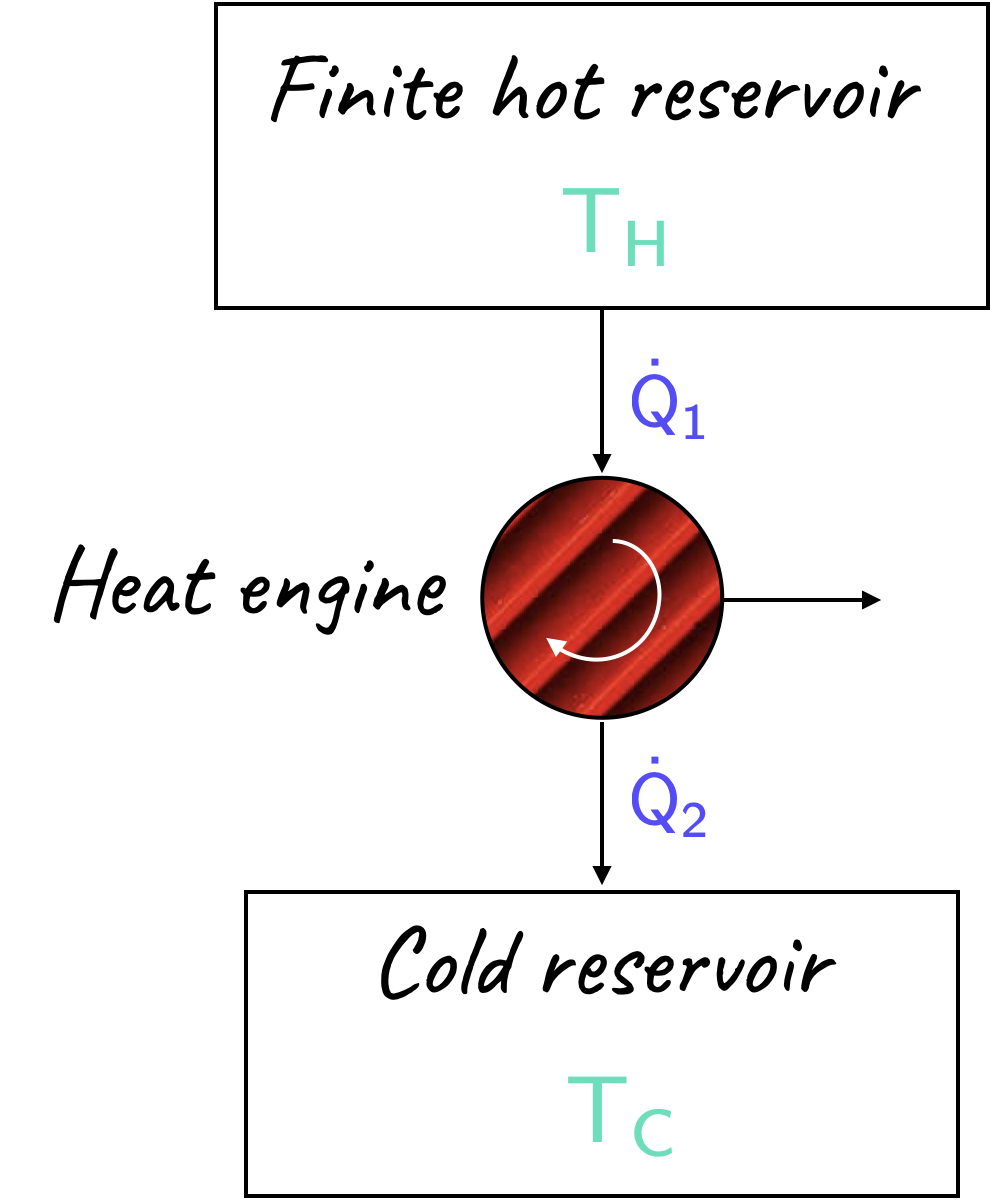 Finite hot reservoir
T_H
Q̇₁
Heat engine
Q̇₂
Cold reservoir
T_C